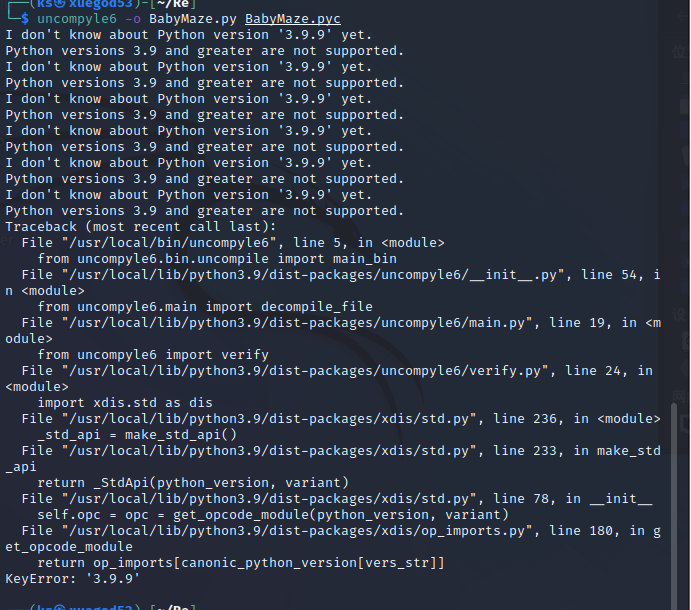 ┌──(ks㉿xuegod53)-[~/Re]
└─$ uncompyle6 -o BabyMaze.py BabyMaze.pyc
I don't know about Python version '3.9.9' yet.
Python versions 3.9 and greater are not supported.
I don't know about Python version '3.9.9' yet.
Python versions 3.9 and greater are not supported.
I don't know about Python version '3.9.9' yet.
Python versions 3.9 and greater are not supported.
I don't know about Python version '3.9.9' yet.
Python versions 3.9 and greater are not supported.
I don't know about Python version '3.9.9' yet.
Python versions 3.9 and greater are not supported.
I don't know about Python version '3.9.9' yet.
Python versions 3.9 and greater are not supported.
Traceback (most recent call last):
  File "/usr/local/bin/uncompyle6", line 5, in <module>
    from uncompyle6.bin.uncompile import main_bin
  File "/usr/local/lib/python3.9/dist-packages/uncompyle6/__init__.py", line 54, i
n <module>
    from uncompyle6.main import decompile_file
  File "/usr/local/lib/python3.9/dist-packages/uncompyle6/main.py", line 19, in <m
odule>
    from uncompyle6 import verify
  File "/usr/local/lib/python3.9/dist-packages/uncompyle6/verify.py", line 24, in
<module>
    import xdis.std as dis
  File "/usr/local/lib/python3.9/dist-packages/xdis/std.py", line 236, in <module>
    _std_api = make_std_api()
  File "/usr/local/lib/python3.9/dist-packages/xdis/std.py", line 233, in make_std
_api
    return _StdApi(python_version, variant)
  File "/usr/local/lib/python3.9/dist-packages/xdis/std.py", line 78, in __init__
    self.opc = opc = get_opcode_module(python_version, variant)
  File "/usr/local/lib/python3.9/dist-packages/xdis/op_imports.py", line 180, in g
et_opcode_module
    return op_imports[canonic_python_version[vers_str]]
KeyError: '3.9.9'
┌──(ks㉿xuegod53)-[~/Re]